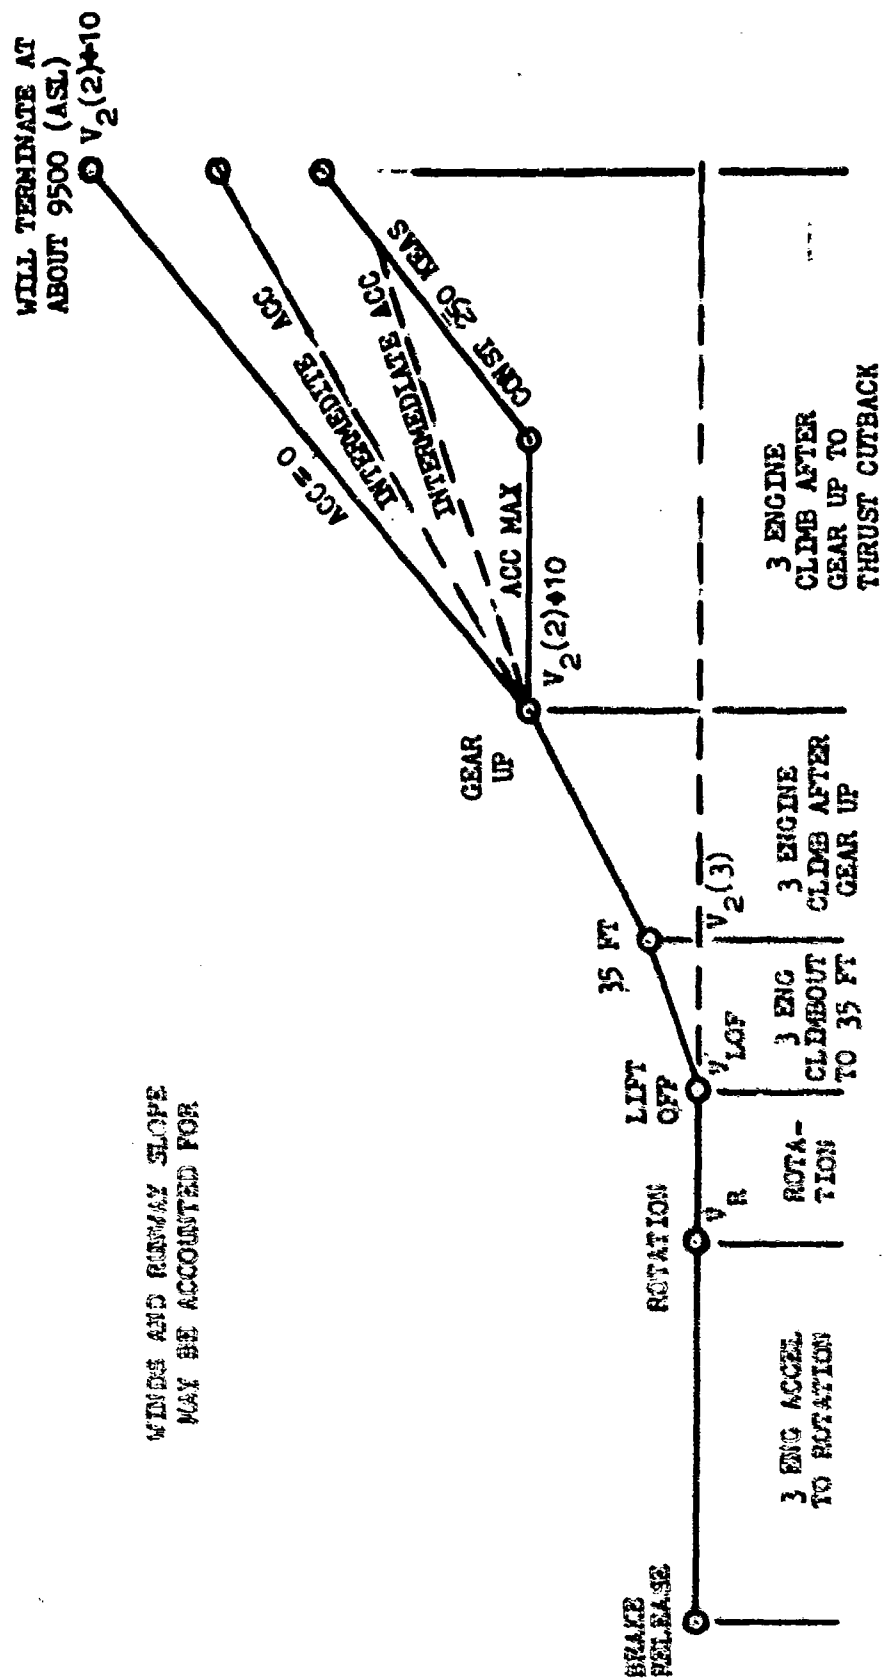 WILL TERMINATE AT
ABOUT 9500 (ASL)
V2(2)+10
ACC=0
INTERMEDITE ACC
INTERMEDIATE ACC
CONST 250 KEAS
ACC MAX
V2(2)+10
GEAR
UP
35 FT
V2(3)
LIFT
OFF
VLOF
ROTATION
VR
BRAKE
RELEASE
WINDS AND RUNWAY SLOPE
MAY BE ACCOUNTED FOR
3 ENG ACCEL
TO ROTATION
ROTA-
TION
3 ENG
CLIMBOUT
TO 35 FT
3 ENGINE
CLIMB AFTER
GEAR UP
3 ENGINE
CLIMB AFTER
GEAR UP TO
THRUST CUTBACK